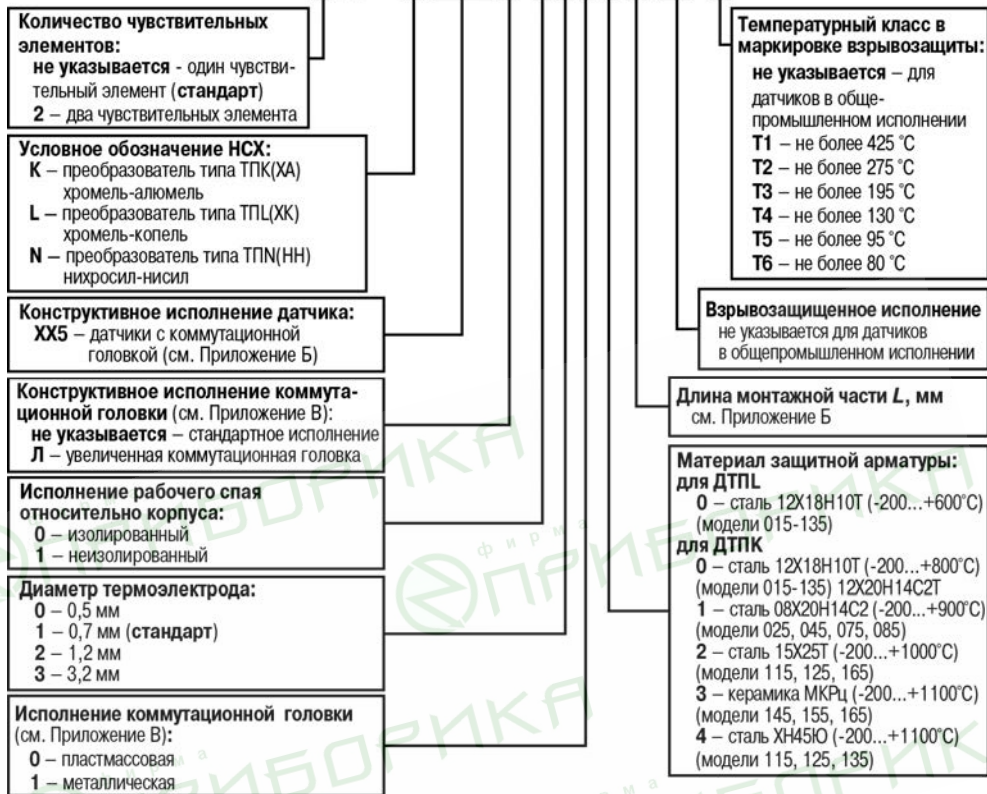 Количество чувствительных
элементов:
не указывается - один чувстви-
тельный элемент (стандарт)
2 – два чувствительных элемента
Условное обозначение НСХ:
K – преобразователь типа ТПК(ХА)
хромель-алюмель
L – преобразователь типа ТПL(ХК)
хромель-копель
N – преобразователь типа ТПN(НН)
нихросил-нисил
Конструктивное исполнение датчика:
ХХ5 – датчики с коммутационной
головкой (см. Приложение Б)
Конструктивное исполнение коммута-
ционной головки (см. Приложение В):
не указывается – стандартное исполнение
Л – увеличенная коммутационная головка
Исполнение рабочего спая
относительно корпуса:
0 – изолированный
1 – неизолированный
Диаметр термоэлектрода:
0 – 0,5 мм
1 – 0,7 мм (стандарт)
2 – 1,2 мм
3 – 3,2 мм
Исполнение коммутационной головки
(см. Приложение В):
0 – пластмассовая
1 – металлическая
Температурный класс в
маркировке взрывозащиты:
не указывается – для
датчиков в обще-
промышленном исполнении
Т1 – не более 425 °С
Т2 – не более 275 °С
Т3 – не более 195 °С
Т4 – не более 130 °С
Т5 – не более 95 °С
Т6 – не более 80 °С
Взрывозащищенное исполнение
не указывается для датчиков
в общепромышленном исполнении
Длина монтажной части L, мм
см. Приложение Б
Материал защитной арматуры:
для ДТПL
0 – сталь 12Х18Н10Т (-200...+600°С)
(модели 015-135)
для ДТПК
0 – сталь 12Х18Н10Т (-200...+800°С)
(модели 015-135) 12Х20Н14С2Т
1 – сталь 08Х20Н14С2 (-200...+900°С)
(модели 025, 045, 075, 085)
2 – сталь 15Х25Т (-200...+1000°С)
(модели 115, 125, 165)
3 – керамика МКРц (-200...+1100°С)
(модели 145, 155, 165)
4 – сталь ХН45Ю (-200...+1100°С)
(модели 115, 125, 135)
фирма
ПРИБОРИКА